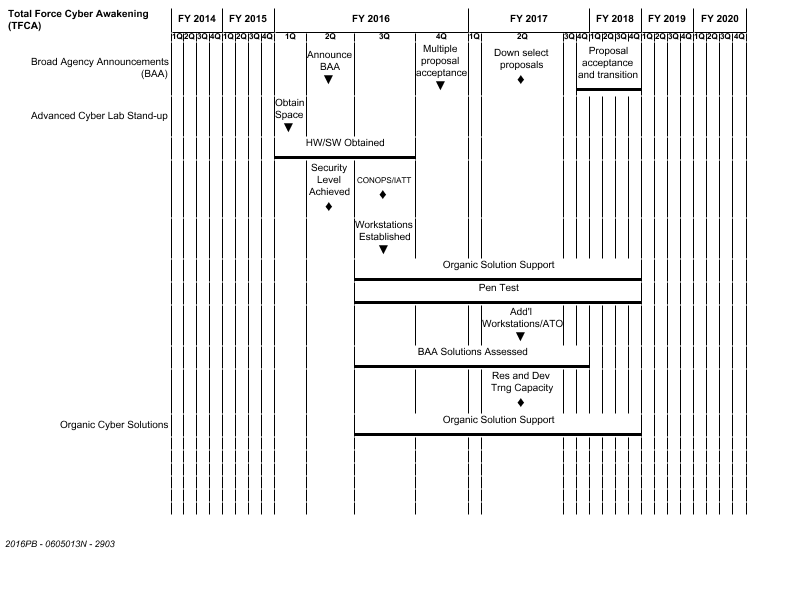 Total Force Cyber Awakening
(TFCA)
FY 2014 FY 2015 FY 2016 FY 2017 FY 2018 FY 2019 FY 2020
1Q 2Q 3Q 4Q 1Q 2Q 3Q 4Q 1Q 2Q 3Q 4Q 1Q 2Q 3Q 4Q 1Q 2Q 3Q 4Q 1Q 2Q 3Q 4Q 1Q 2Q 3Q 4Q
Broad Agency Announcements
(BAA)
Announce
BAA
Multiple
proposal
acceptance
Down select
proposals
Proposal
acceptance
and transition
Advanced Cyber Lab Stand-up
Obtain
Space
HW/SW Obtained
Security
Level
Achieved
CONOPS/IATT
Workstations
Established
Organic Solution Support
Pen Test
Add'l
Workstations/ATO
BAA Solutions Assessed
Res and Dev
Trng Capacity
Organic Cyber Solutions
Organic Solution Support
2016PB - 0605013N - 2903